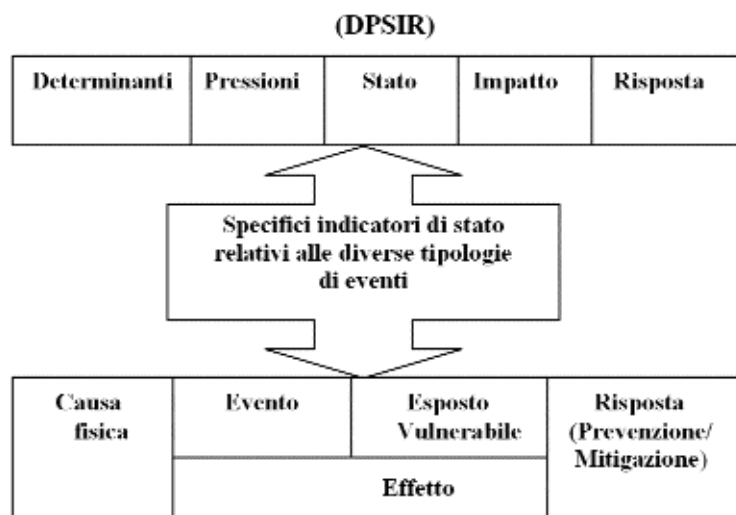 (DPSIR)
Determinanti Pressioni Stato Impatto Risposta
Specifici indicatori di stato
relativi alle diverse tipologie
di eventi
Causa
fisica
Evento
Esposto
Vulnerabile
Risposta
(Prevenzione/
Mitigazione)
Effetto